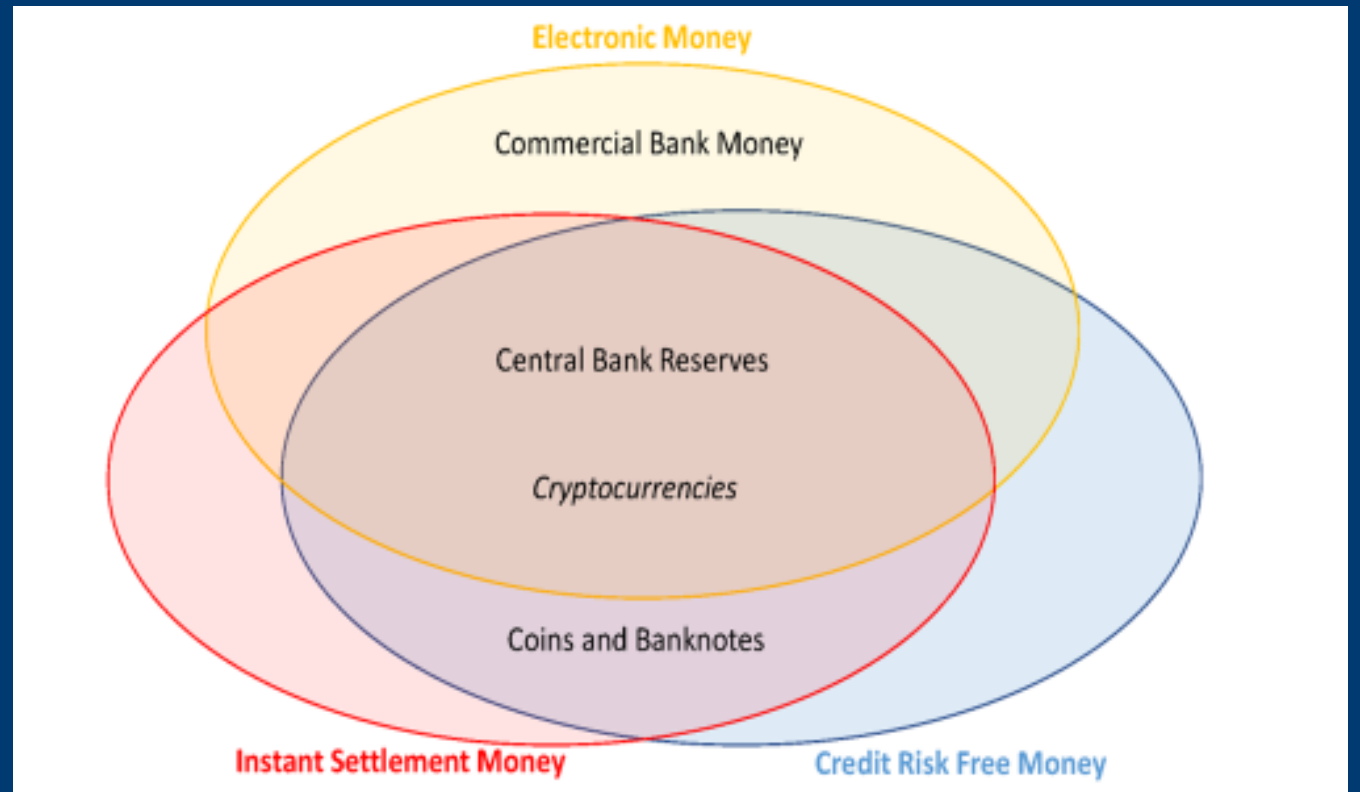 Electronic Money
Commercial Bank Money
Central Bank Reserves
Cryptocurrencies
Coins and Banknotes
Instant Settlement Money
Credit Risk Free Money